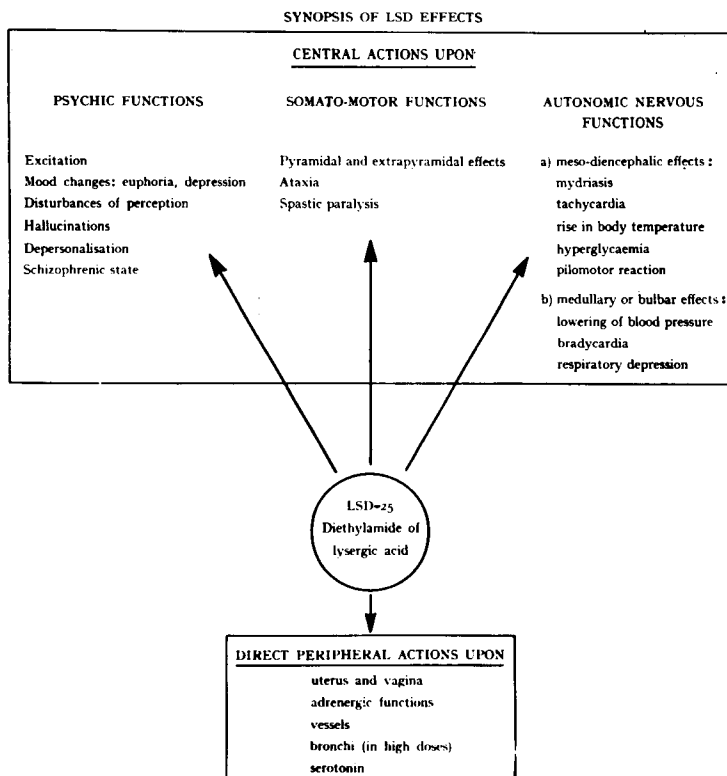 SYNOPSIS OF LSD EFFECTS
CENTRAL ACTIONS UPON
PSYCHIC FUNCTIONS
Excitation
Mood changes: euphoria, depression
Disturbances of perception
Hallucinations
Depersonalisation
Schizophrenic state
SOMATO-MOTOR FUNCTIONS
Pyramidal and extrapyramidal effects
Ataxia
Spastic paralysis
AUTONOMIC NERVOUS
FUNCTIONS
a) meso-diencephalic effects:
mydriasis
tachycardia
rise in body temperature
hyperglycaemia
pilomotor reaction
b) medullary or bulbar effects:
lowering of blood pressure
bradycardia
respiratory depression
LSD-25
Diethylamide of
lysergic acid
DIRECT PERIPHERAL ACTIONS UPON
uterus and vagina
adrenergic functions
vessels
bronchi (in high doses)
serotonin